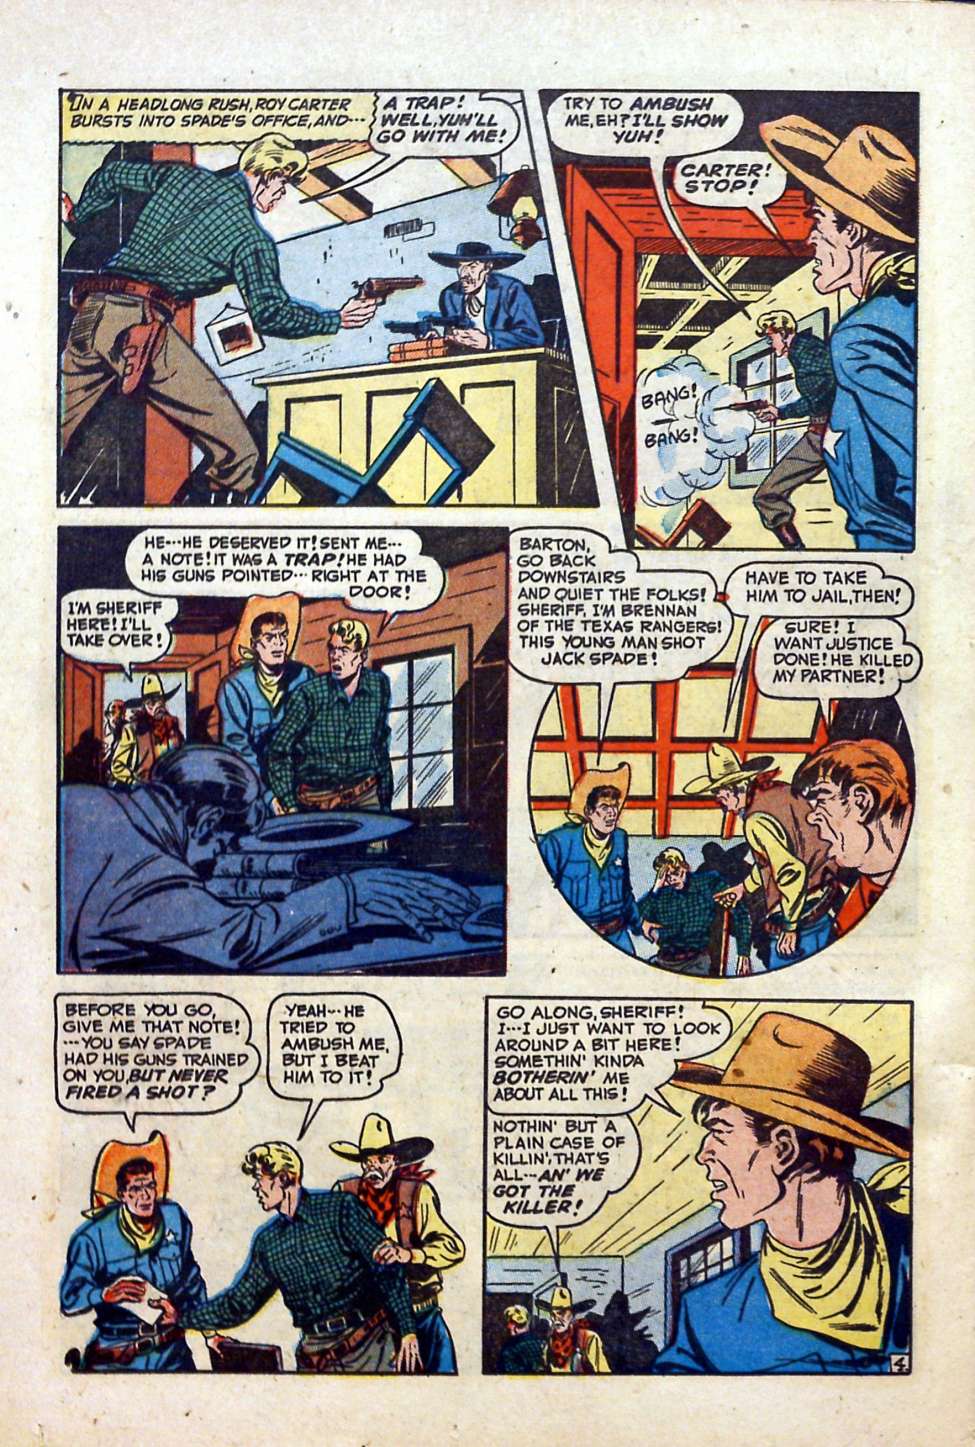 IN A HEADLONG RUSH, ROY CARTER
BURSTS INTO SPADE'S OFFICE, AND---
A TRAP!
WELL, YUH'LL
GO WITH ME!
TRY TO AMBUSH
ME, EH? I'LL SHOW
YUH!
CARTER!
STOP!
BANG!
BANG!
HE---HE DESERVED IT! SENT ME---
A NOTE! IT WAS A TRAP! HE HAD
HIS GUNS POINTED--- RIGHT AT THE
DOOR!
I'M SHERIFF
HERE! I'LL
TAKE OVER!
BARTON,
GO BACK
DOWNSTAIRS
AND QUIET THE FOLKS!
SHERIFF, I'M BRENNAN
OF THE TEXAS RANGERS!
THIS YOUNG MAN SHOT
JACK SPADE!
HAVE TO TAKE
HIM TO JAIL, THEN!
SURE! I
WANT JUSTICE
DONE! HE KILLED
MY PARTNER!
BEFORE YOU GO,
GIVE ME THAT NOTE!
---YOU SAY SPADE
HAD HIS GUNS TRAINED
ON YOU, BUT NEVER
FIRED A SHOT?
YEAH--- HE
TRIED TO
AMBUSH ME,
BUT I BEAT
HIM TO IT!
GO ALONG, SHERIFF!
I---I JUST WANT TO LOOK
AROUND A BIT HERE!
SOMETHIN' KINDA
BOTHERIN' ME
ABOUT ALL THIS!
NOTHIN' BUT A
PLAIN CASE OF
KILLIN', THAT'S
ALL--- AN' WE
GOT THE
KILLER!
4